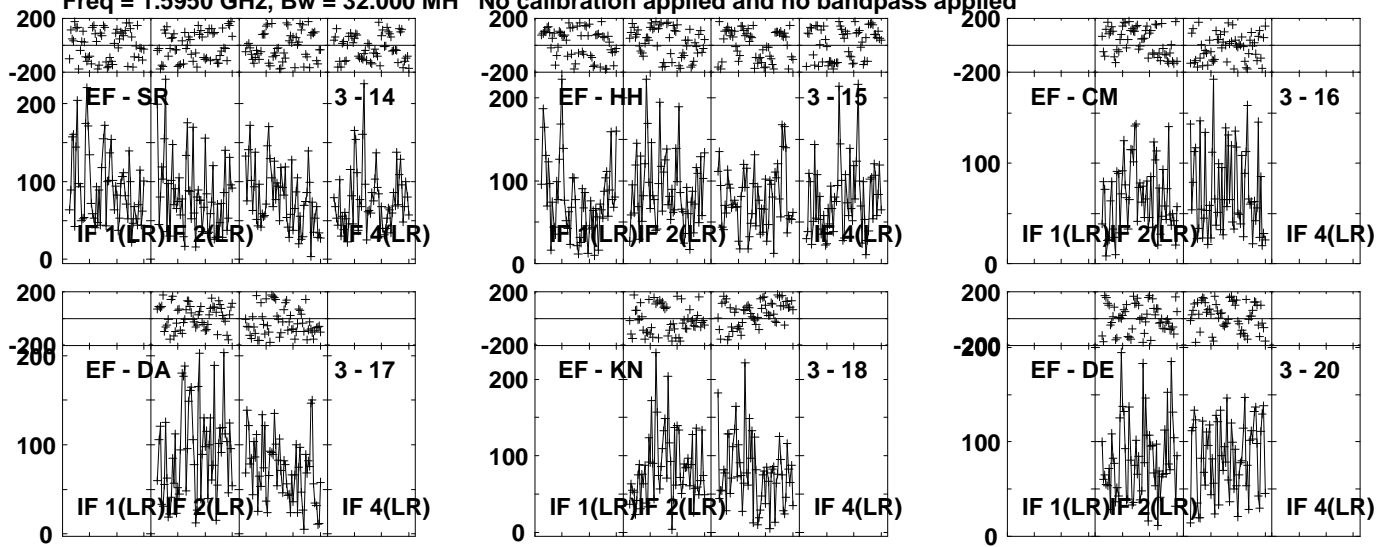 Freq = 1.5950 GHz, Bw = 32.000 MH No calibration applied and no bandpass applied
200
-200
200
100
0
EF - SR
3 - 14
IF 1(LR)
IF 2(LR)
IF 4(LR)
200
-200
200
100
0
EF - HH
3 - 15
IF 1(LR)
IF 2(LR)
IF 4(LR)
200
-200
100
0
EF - CM
3 - 16
IF 1(LR)
IF 2(LR)
IF 4(LR)
200
-200
200
100
0
EF - DA
3 - 17
IF 1(LR)
IF 2(LR)
IF 4(LR)
200
-200
200
100
0
EF - KN
3 - 18
IF 1(LR)
IF 2(LR)
IF 4(LR)
200
-200
200
100
0
EF - DE
3 - 20
IF 1(LR)
IF 2(LR)
IF 4(LR)